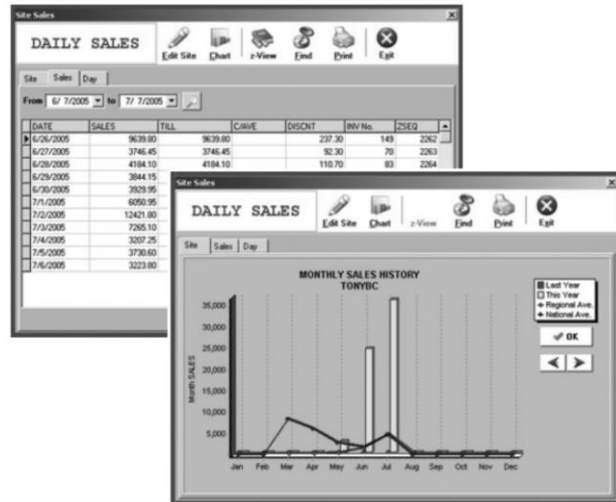 Site Sales
DAILY SALES
Edit Site Chart z-View Find Print Exit
Site Sales Day
From 6/ 7/2005 to 7/ 7/2005
DATE SALES TILL C/AVE DISCNT INV No. ZSEQ
6/26/2005 9639.80 9639.80 237.30 149 2262
6/27/2005 3746.45 3746.45 92.30 70 2263
6/28/2005 4184.10 4184.10 110.70 83 2264
6/29/2005 3844.15
6/30/2005 3929.95
7/1/2005 6050.95
7/2/2005 12421.80
7/3/2005 7265.10
7/4/2005 3207.25
7/5/2005 3730.60
7/6/2005 3223.80
Site Sales
DAILY SALES
Edit Site Chart z-View Find Print Exit
Site Sales Day
MONTHLY SALES HISTORY
TONYBC
Last Year
This Year
Regional Ave.
National Ave.
OK
Month SALES
35,000
30,000
25,000
20,000
15,000
10,000
5,000
Jan Feb Mar Apr May Jun Jul Aug Sep Oct Nov Dec